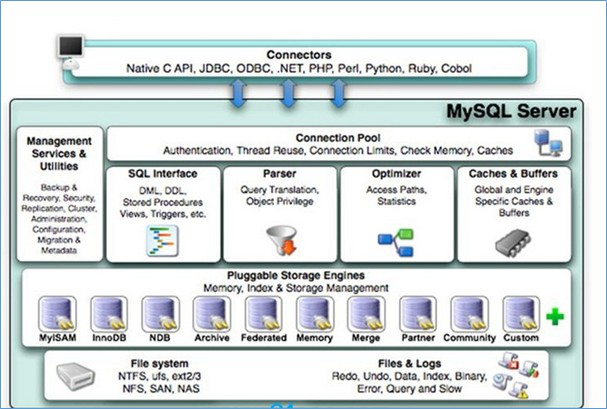 Connectors
Native C API, JDBC, ODBC, .NET, PHP, Perl, Python, Ruby, Cobol
MySQL Server
Management
Services &
Utilities
Backup &
Recovery, Security,
Replication, Cluster,
Administration,
Configuration,
Migration &
Metadata
Connection Pool
Authentication, Thread Reuse, Connection Limits, Check Memory, Caches
SQL Interface
DML, DDL,
Stored Procedures
Views, Triggers, etc.
Parser
Query Translation,
Object Privilege
Optimizer
Access Paths,
Statistics
Caches & Buffers
Global and Engine
Specific Caches &
Buffers
Pluggable Storage Engines
Memory, Index & Storage Management
MyISAM
InnoDB
NDB
Archive
Federated
Memory
Merge
Partner
Community
Custom
File system
NTFS, ufs, ext2/3
NFS, SAN, NAS
Files & Logs
Redo, Undo, Data, Index, Binary,
Error, Query and Slow